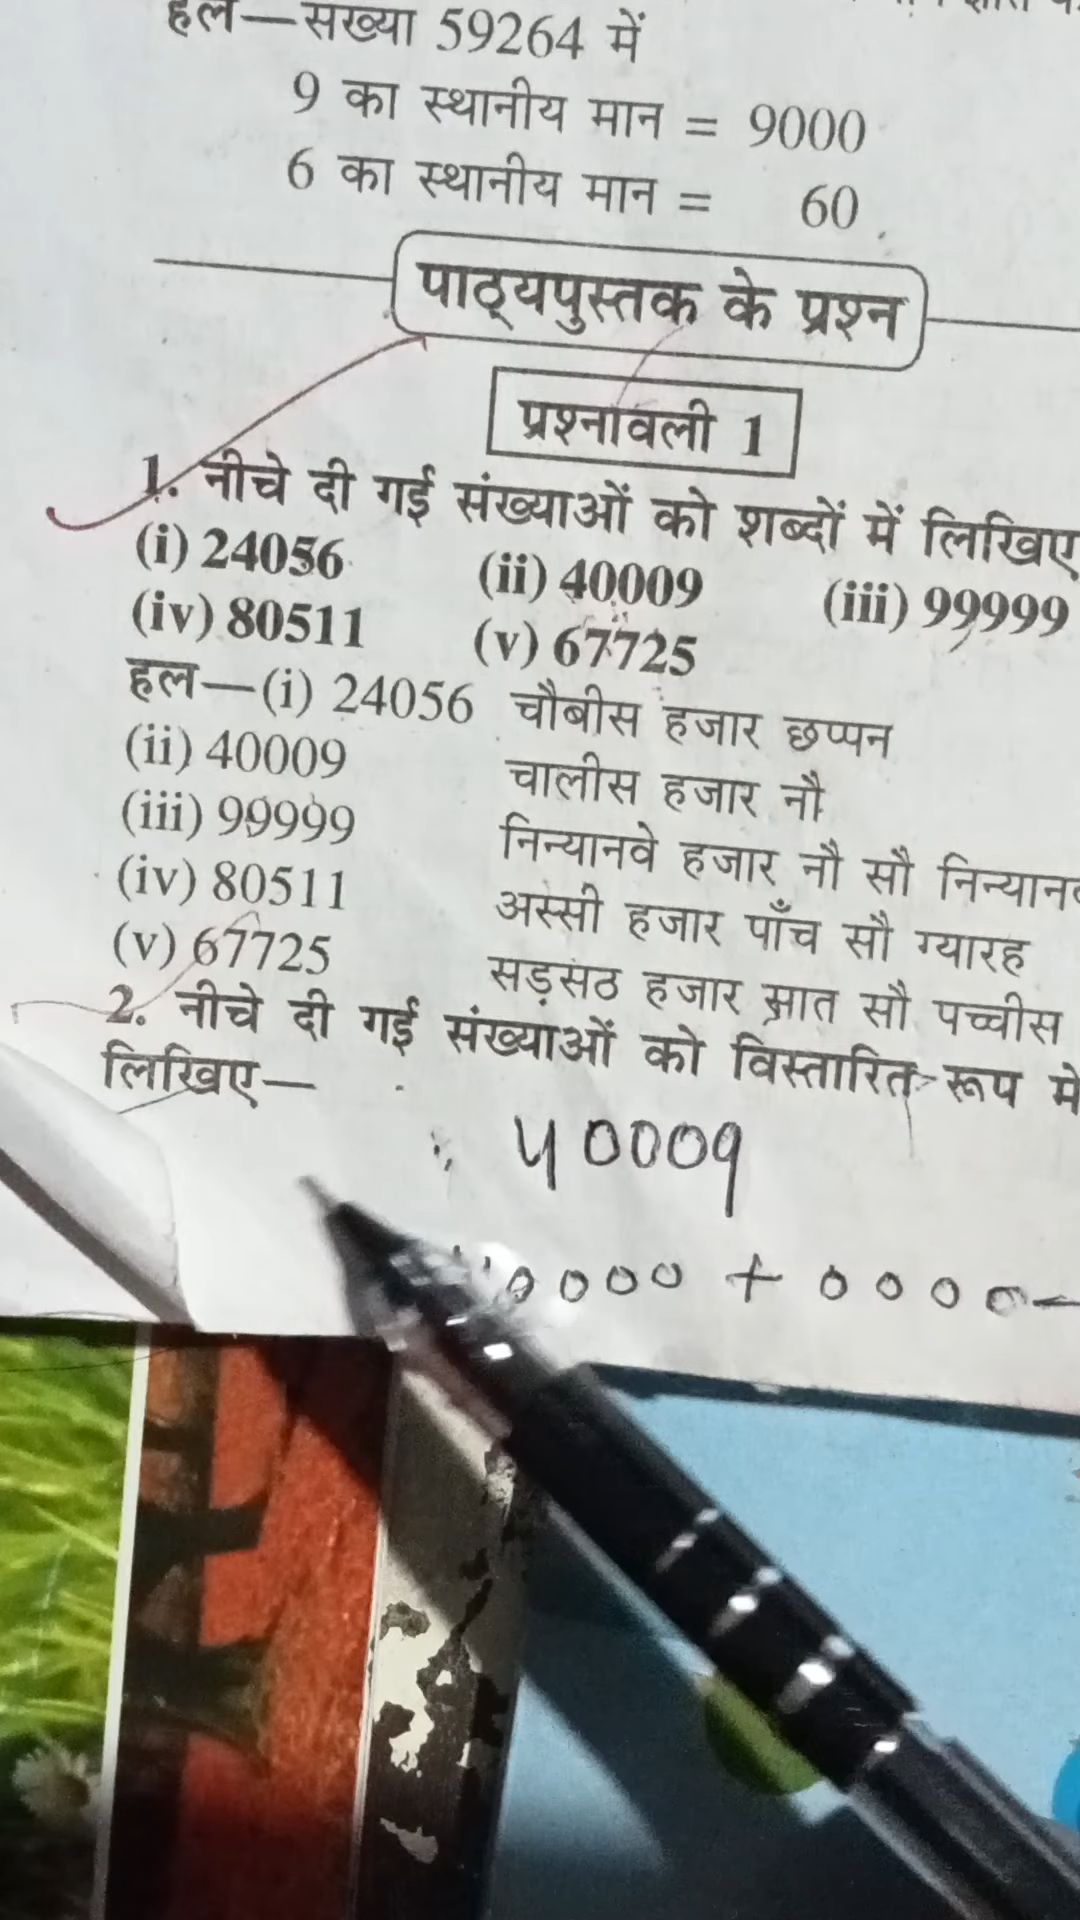 हल—संख्या 59264 में
9 का स्थानीय मान = 9000
6 का स्थानीय मान = 60
पाठ्यपुस्तक के प्रश्न
प्रश्नावली 1
1. नीचे दी गई संख्याओं को शब्दों में लिखिए
(i) 24056 (ii) 40009 (iii) 99999
(iv) 80511 (v) 67725
हल—(i) 24056 चौबीस हजार छप्पन
(ii) 40009 चालीस हजार नौ
(iii) 99999 निन्यानवे हजार नौ सौ
(iv) 80511 अस्सी हजार पाँच सौ ग्यारह
(v) 67725 सड़सठ हजार सात सौ पच्चीस
2. नीचे दी गई संख्याओं को विस्तारित रूप में
लिखिए—
40009
0000 + 0000